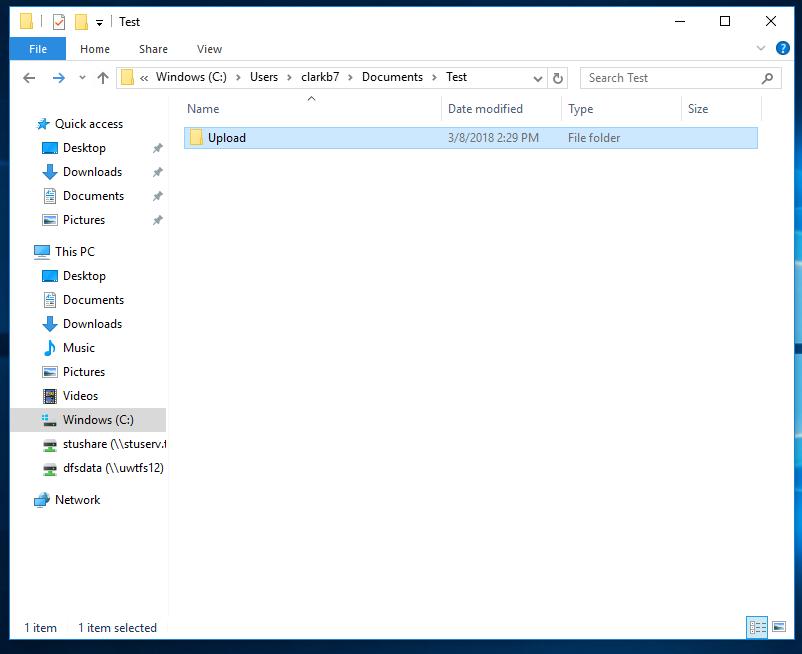 Test
File Home Share View
« Windows (C:) › Users › clarkb7 › Documents › Test Search Test
Name Date modified Type Size
Upload 3/8/2018 2:29 PM File folder
Quick access
Desktop
Downloads
Documents
Pictures
This PC
Desktop
Documents
Downloads
Music
Pictures
Videos
Windows (C:)
stushare (\\stuserv.t
dfsdata (\\uwtfs12)
Network
1 item 1 item selected